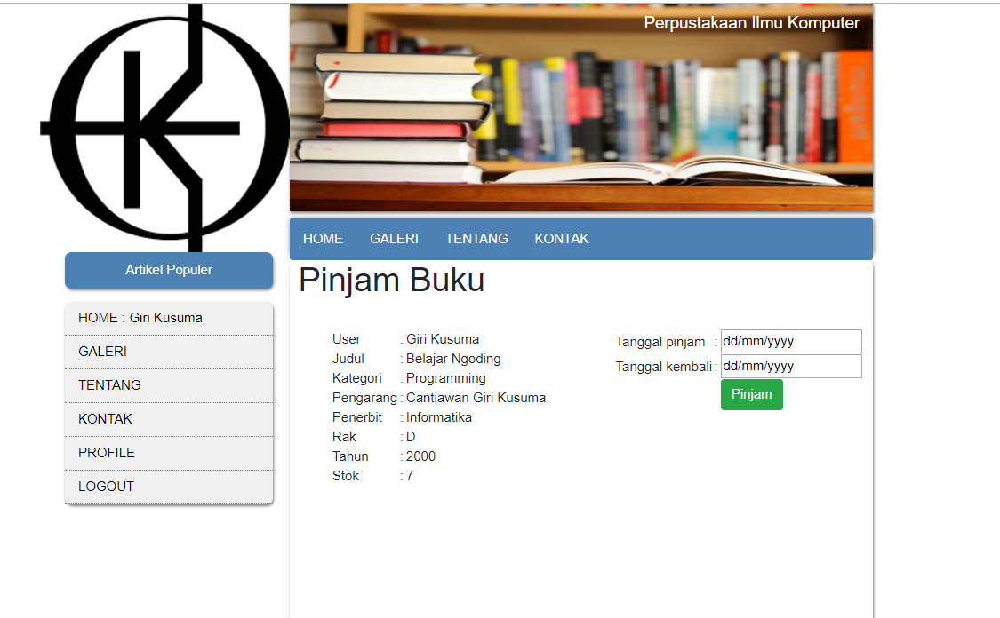 Perpustakaan Ilmu Komputer
HOME GALERI TENTANG KONTAK
Artikel Populer
HOME : Giri Kusuma
GALERI
TENTANG
KONTAK
PROFILE
LOGOUT
Pinjam Buku
User : Giri Kusuma
Judul : Belajar Ngoding
Kategori : Programming
Pengarang : Cantiawan Giri Kusuma
Penerbit : Informatika
Rak : D
Tahun : 2000
Stok : 7
Tanggal pinjam : dd/mm/yyyy
Tanggal kembali : dd/mm/yyyy
Pinjam